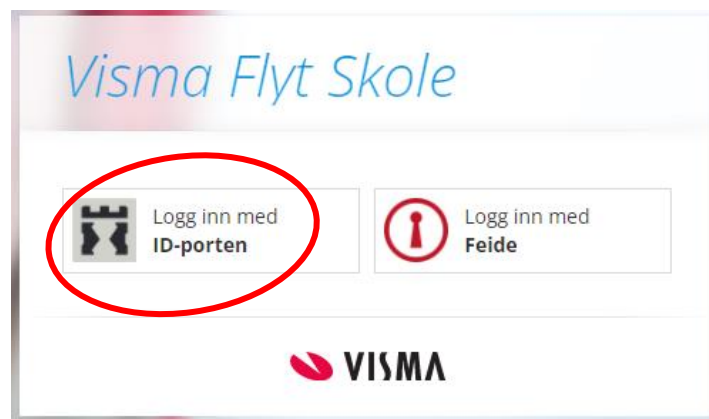 Visma Flyt Skole
Logg inn med
ID-porten
Logg inn med
Feide
VISMA